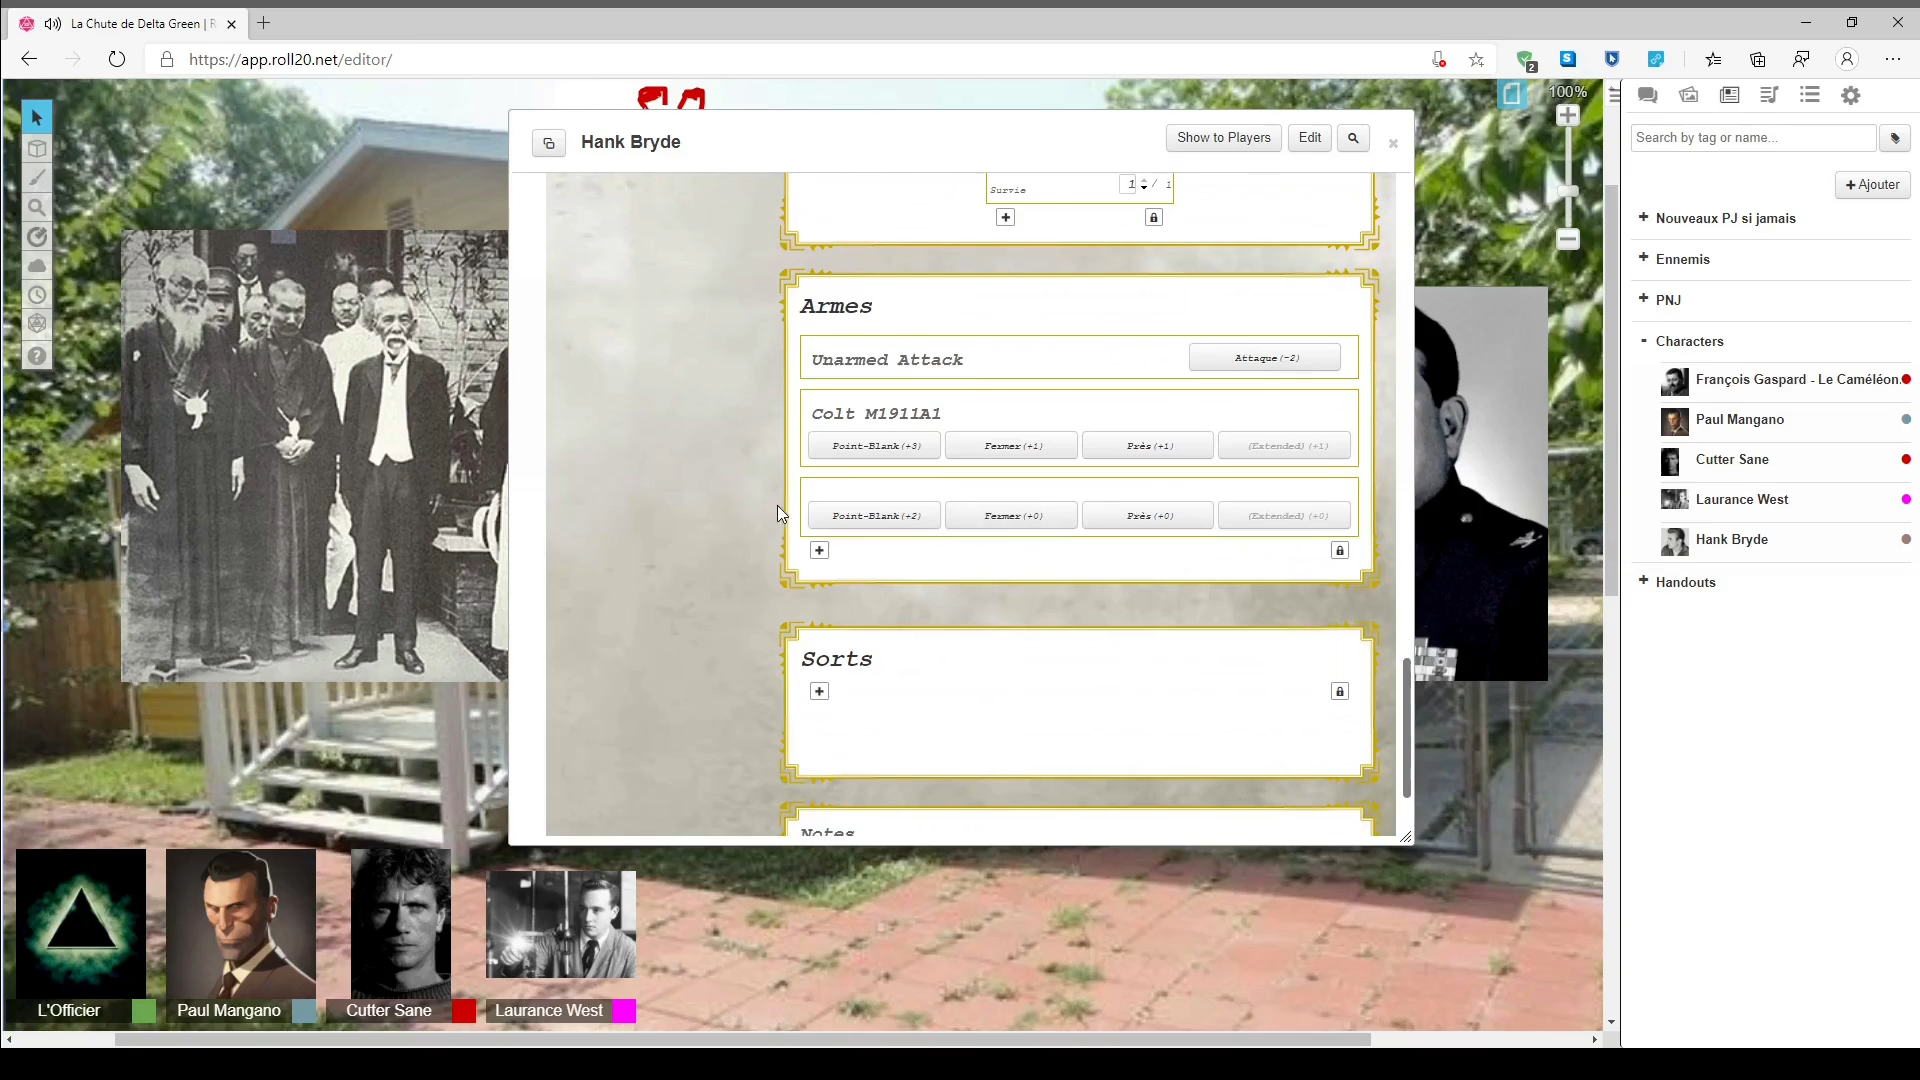 La Chute de Delta Green | R
https://app.roll20.net/editor/
2
100%
Hank Bryde
Show to Players
Edit
Survie
1 / 1
Armes
Unarmed Attack
Attaque(-2)
Colt M1911A1
Point-Blank(+3)
Fermer(+1)
Près(+1)
(Extended)(+1)
Point-Blank(+2)
Fermer(+0)
Près(+0)
(Extended)(+0)
Sorts
Notes
Search by tag or name...
+ Ajouter
Nouveaux PJ si jamais
Ennemis
PNJ
Characters
François Gaspard - Le Caméléon.
Paul Mangano
Cutter Sane
Laurance West
Hank Bryde
Handouts
L'Officier
Paul Mangano
Cutter Sane
Laurance West